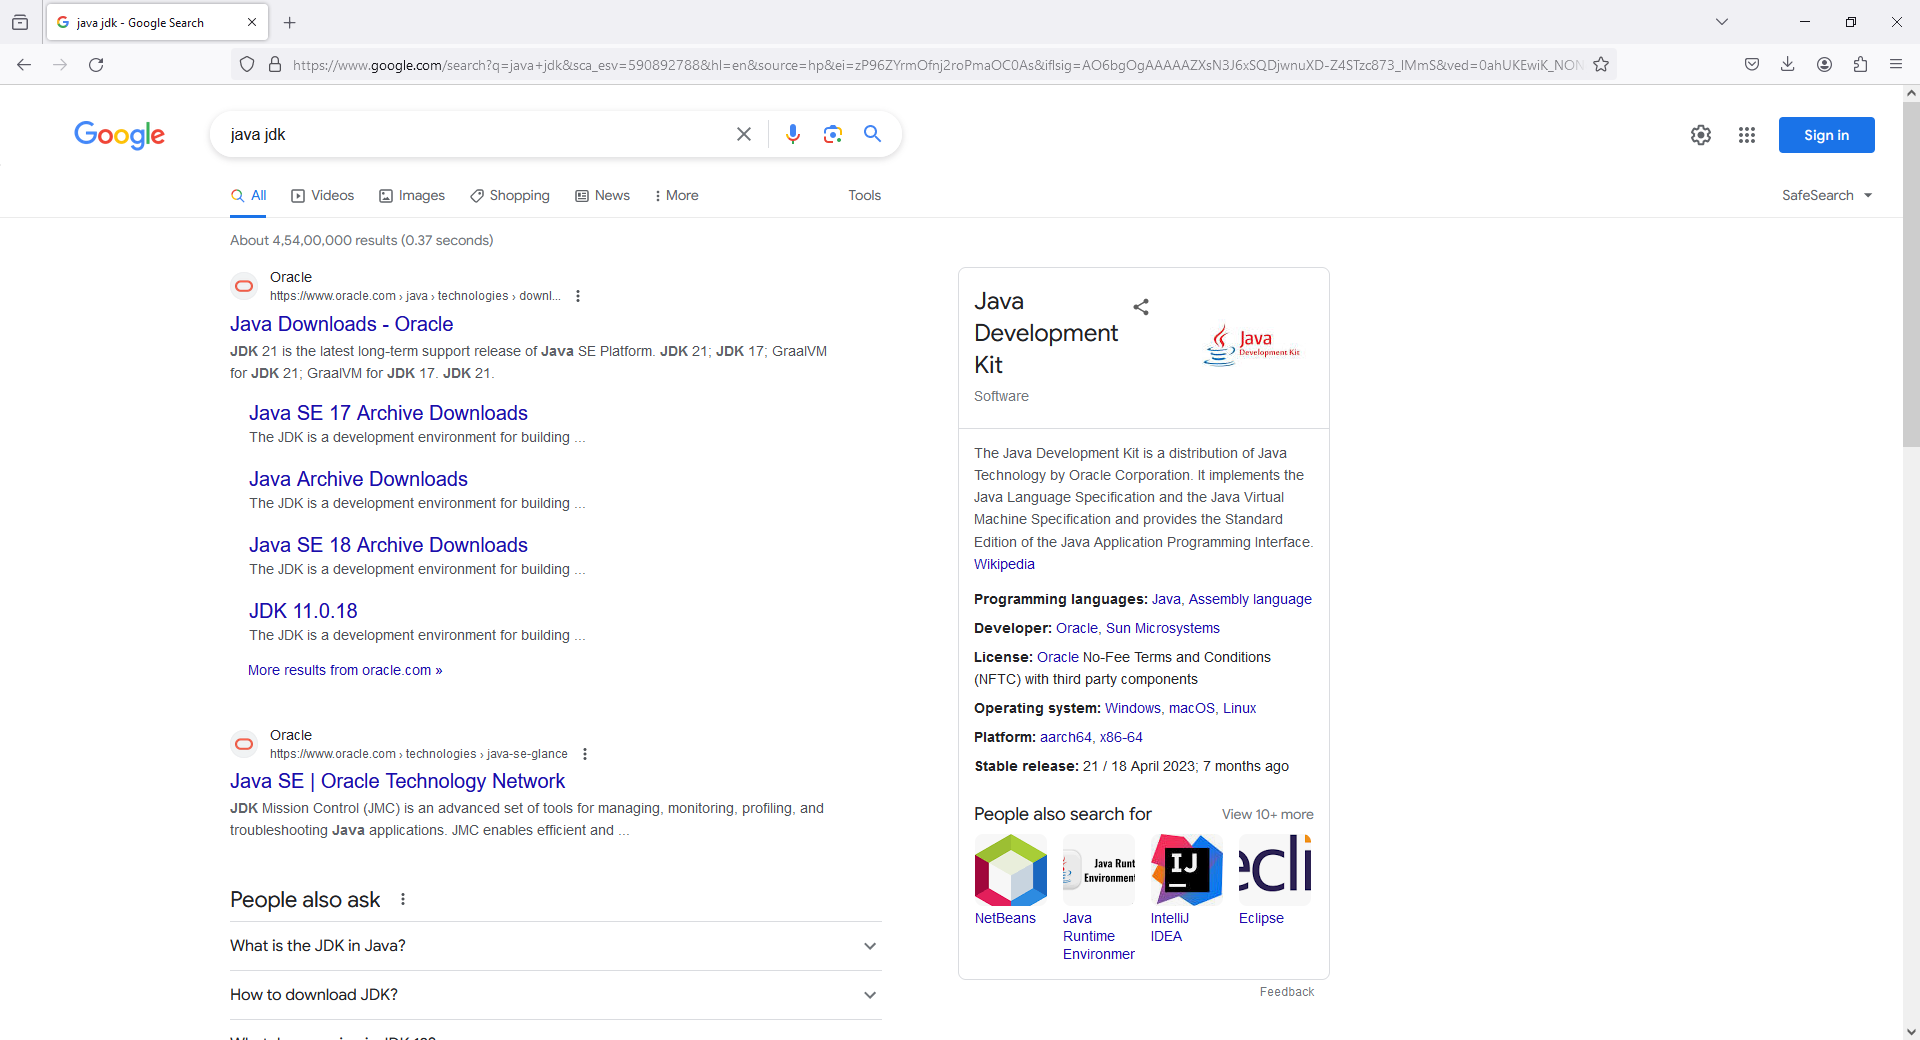 java jdk - Google Search
https://www.google.com/search?q=java+jdk&sca_esv=590892788&hl=en&source=hp&ei=zP96ZYrmOfnj2roPmaOC0As&iflsig=AO6bgOgAAAAAZXsN3J6xSQDjwnuXD-Z4STzc873_IMmS&ved=0ahUKEwiK_NON
Google
java jdk
Sign in
All
Videos
Images
Shopping
News
More
Tools
SafeSearch
About 4,54,00,000 results (0.37 seconds)
Oracle
https://www.oracle.com › java › technologies › downl...
Java Downloads - Oracle
JDK 21 is the latest long-term support release of Java SE Platform. JDK 21; JDK 17; GraalVM
for JDK 21; GraalVM for JDK 17. JDK 21.
Java SE 17 Archive Downloads
The JDK is a development environment for building ...
Java Archive Downloads
The JDK is a development environment for building ...
Java SE 18 Archive Downloads
The JDK is a development environment for building ...
JDK 11.0.18
The JDK is a development environment for building ...
More results from oracle.com »
Oracle
https://www.oracle.com › technologies › java-se-glance
Java SE | Oracle Technology Network
JDK Mission Control (JMC) is an advanced set of tools for managing, monitoring, profiling, and
troubleshooting Java applications. JMC enables efficient and ...
People also ask
What is the JDK in Java?
How to download JDK?
Java
Development
Kit
Software
Java
Development Kit
The Java Development Kit is a distribution of Java
Technology by Oracle Corporation. It implements the
Java Language Specification and the Java Virtual
Machine Specification and provides the Standard
Edition of the Java Application Programming Interface.
Wikipedia
Programming languages: Java, Assembly language
Developer: Oracle, Sun Microsystems
License: Oracle No-Fee Terms and Conditions
(NFTC) with third party components
Operating system: Windows, macOS, Linux
Platform: aarch64, x86-64
Stable release: 21 / 18 April 2023; 7 months ago
People also search for
View 10+ more
Java Runt
Environment
IJ
ecli
NetBeans
Java
Runtime
Environmer
IntelliJ
IDEA
Eclipse
Feedback